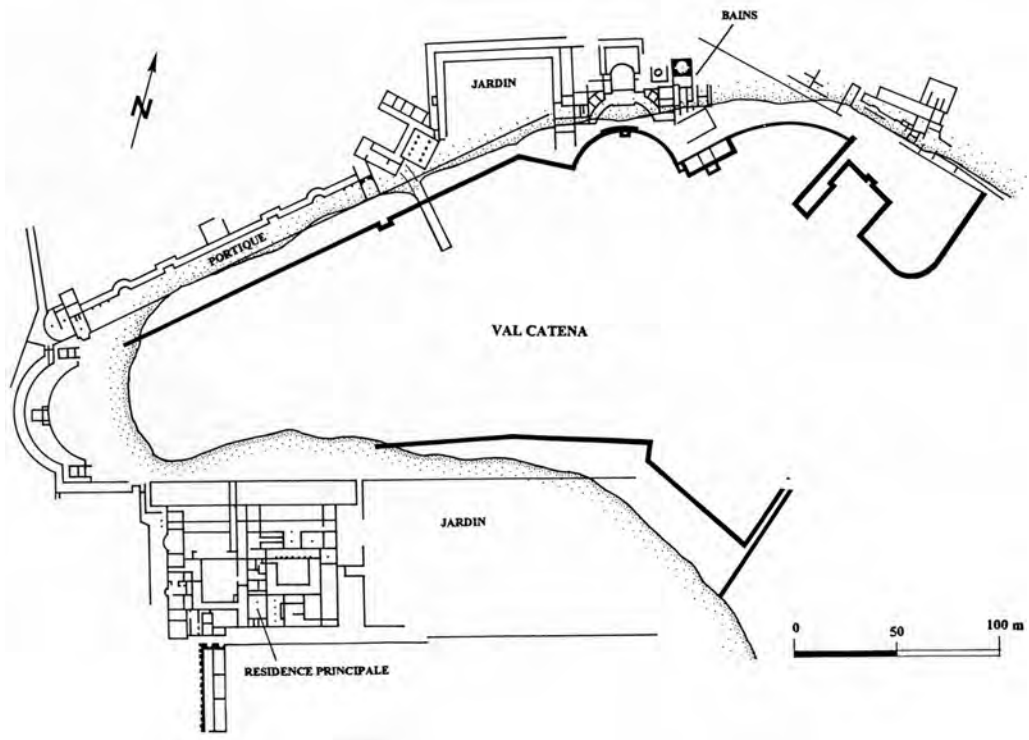 BAINS
N
JARDIN
PORTIQUE
VAL CATENA
JARDIN
0 50 100 m
RESIDENCE PRINCIPALE